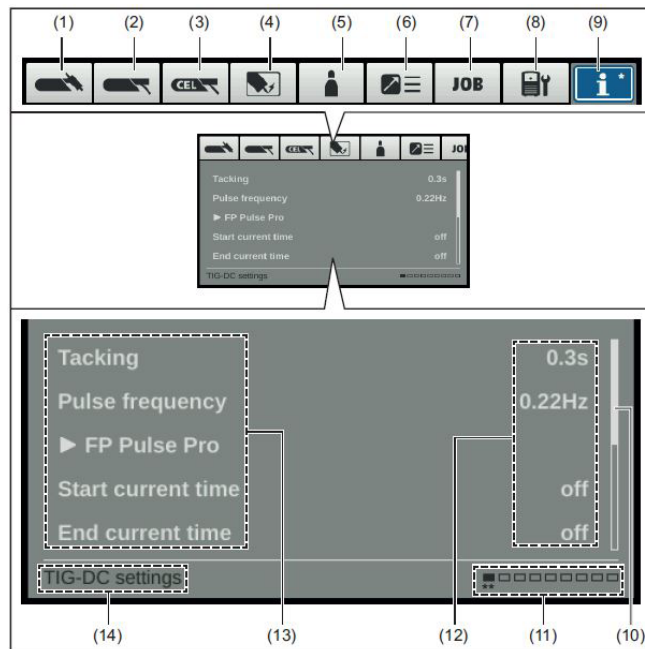 (1) (2) (3) (4) (5) (6) (7) (8) (9)
CEL JOB i *
CEL JO
Tacking 0.3s
Pulse frequency 0.22Hz
► FP Pulse Pro
Start current time off
End current time off
TIG-DC settings
Tacking 0.3s
Pulse frequency 0.22Hz
► FP Pulse Pro
Start current time off
End current time off
TIG-DC settings **
(14) (13) (12) (11) (10)